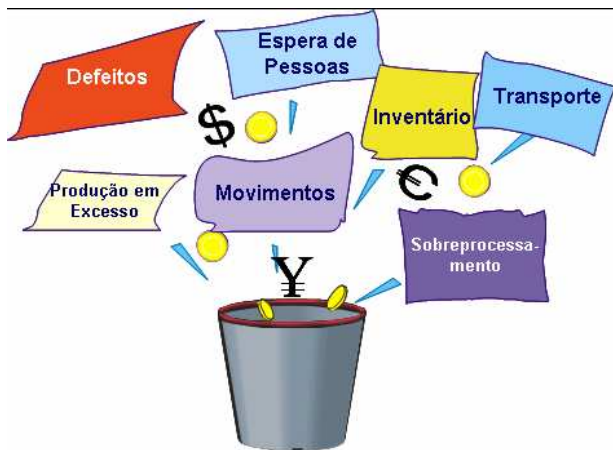 Defeitos
Espera de
Pessoas
Inventário
Transporte
$
€
Produção em
Excesso
Movimentos
Sobreprocessa-
mento
¥